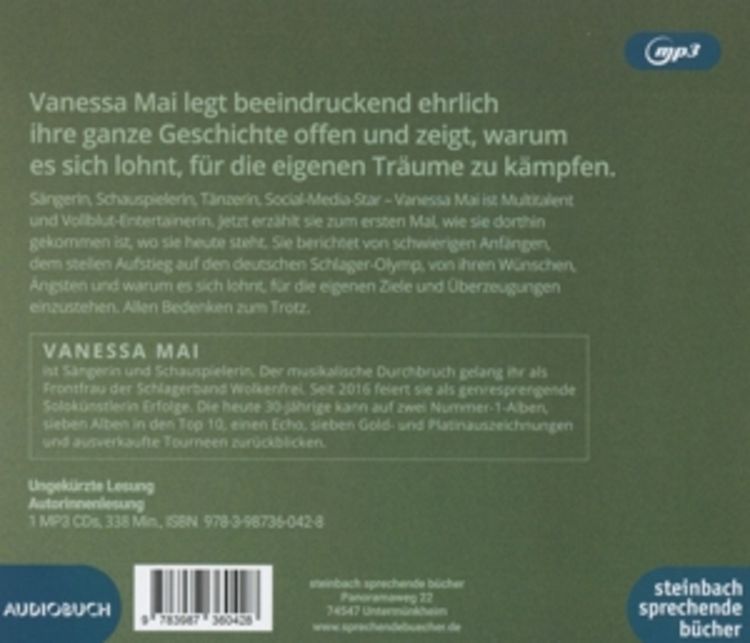 mp3
Vanessa Mai legt beeindruckend ehrlich
ihre ganze Geschichte offen und zeigt, warum
es sich lohnt, für die eigenen Träume zu kämpfen.
Sängerin, Schauspielerin, Tänzerin, Social-Media-Star – Vanessa Mai ist Multitalent
und Vollblut-Entertainerin. Jetzt erzählt sie zum ersten Mal, wie sie dorthin
gekommen ist, wo sie heute steht. Sie berichtet von schwierigen Anfängen,
dem steilen Aufstieg auf den deutschen Schlager-Olymp, von ihren Wünschen,
Ängsten und warum es sich lohnt, für die eigenen Ziele und Überzeugungen
einzustehen. Allen Bedenken zum Trotz.
VANESSA MAI
ist Sängerin und Schauspielerin. Der musikalische Durchbruch gelang ihr als
Frontfrau der Schlagerband Wolkenfrei. Seit 2016 feiert sie als genresprengende
Solokünstlerin Erfolge. Die heute 30-Jährige kann auf zwei Nummer-1-Alben,
sieben Alben in den Top 10, einen Echo, sieben Gold- und Platinauszeichnungen
und ausverkaufte Tourneen zurückblicken.
Ungekürzte Lesung
Autorinnenlesung
1 MP3 CDs, 338 Min., ISBN 978-3-98736-042-8
AUDIOBUCH
9 783987 360428
steinbach sprechende bücher
Panoramaweg 22
74547 Untermünkheim
www.sprechendebuecher.de
steinbach
sprechende
bücher